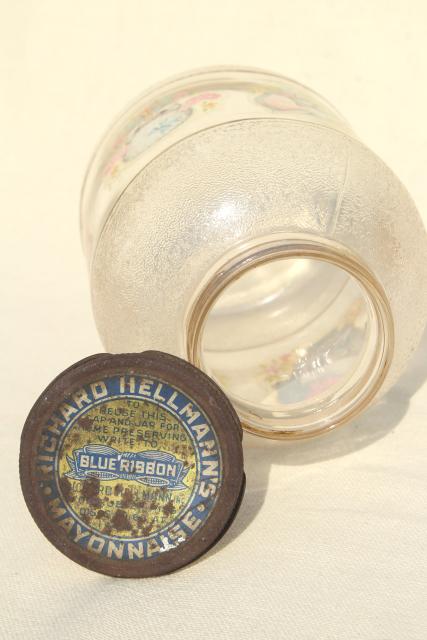 RICHARD HELLMANN'S
TO
REUSE THIS
CAP AND JAR FOR
HOME PRESERVING
WRITE TO
BLUE RIBBON
MAYONNAISE